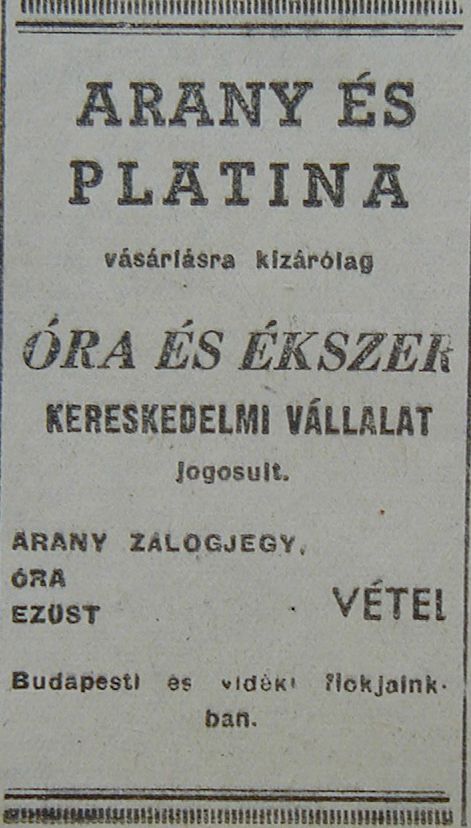 ARANY ÉS
PLATINA
vásárlásra kizárólag
ÓRA ÉS ÉKSZER
KERESKEDELMI VÁLLALAT
jogosult.
ARANY ZÁLOGJEGY,
ÓRA
EZÜST
VÉTEL
Budapesti és vidéki fiókjaink-
ban.